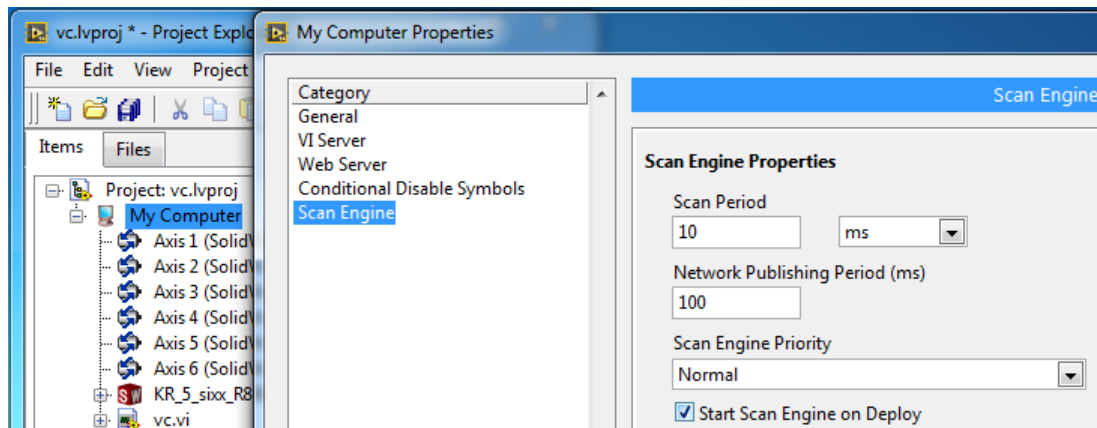 vc.lvproj * - Project Explo
File Edit View Project
Items Files
Project: vc.lvproj
My Computer
Axis 1 (Solid
Axis 2 (Solid
Axis 3 (Solid
Axis 4 (Solid
Axis 5 (Solid
Axis 6 (Solid
KR_5_sixx_R8
vc.vi
My Computer Properties
Category
General
VI Server
Web Server
Conditional Disable Symbols
Scan Engine
Scan Engine
Scan Engine Properties
Scan Period
10 ms
Network Publishing Period (ms)
100
Scan Engine Priority
Normal
Start Scan Engine on Deploy